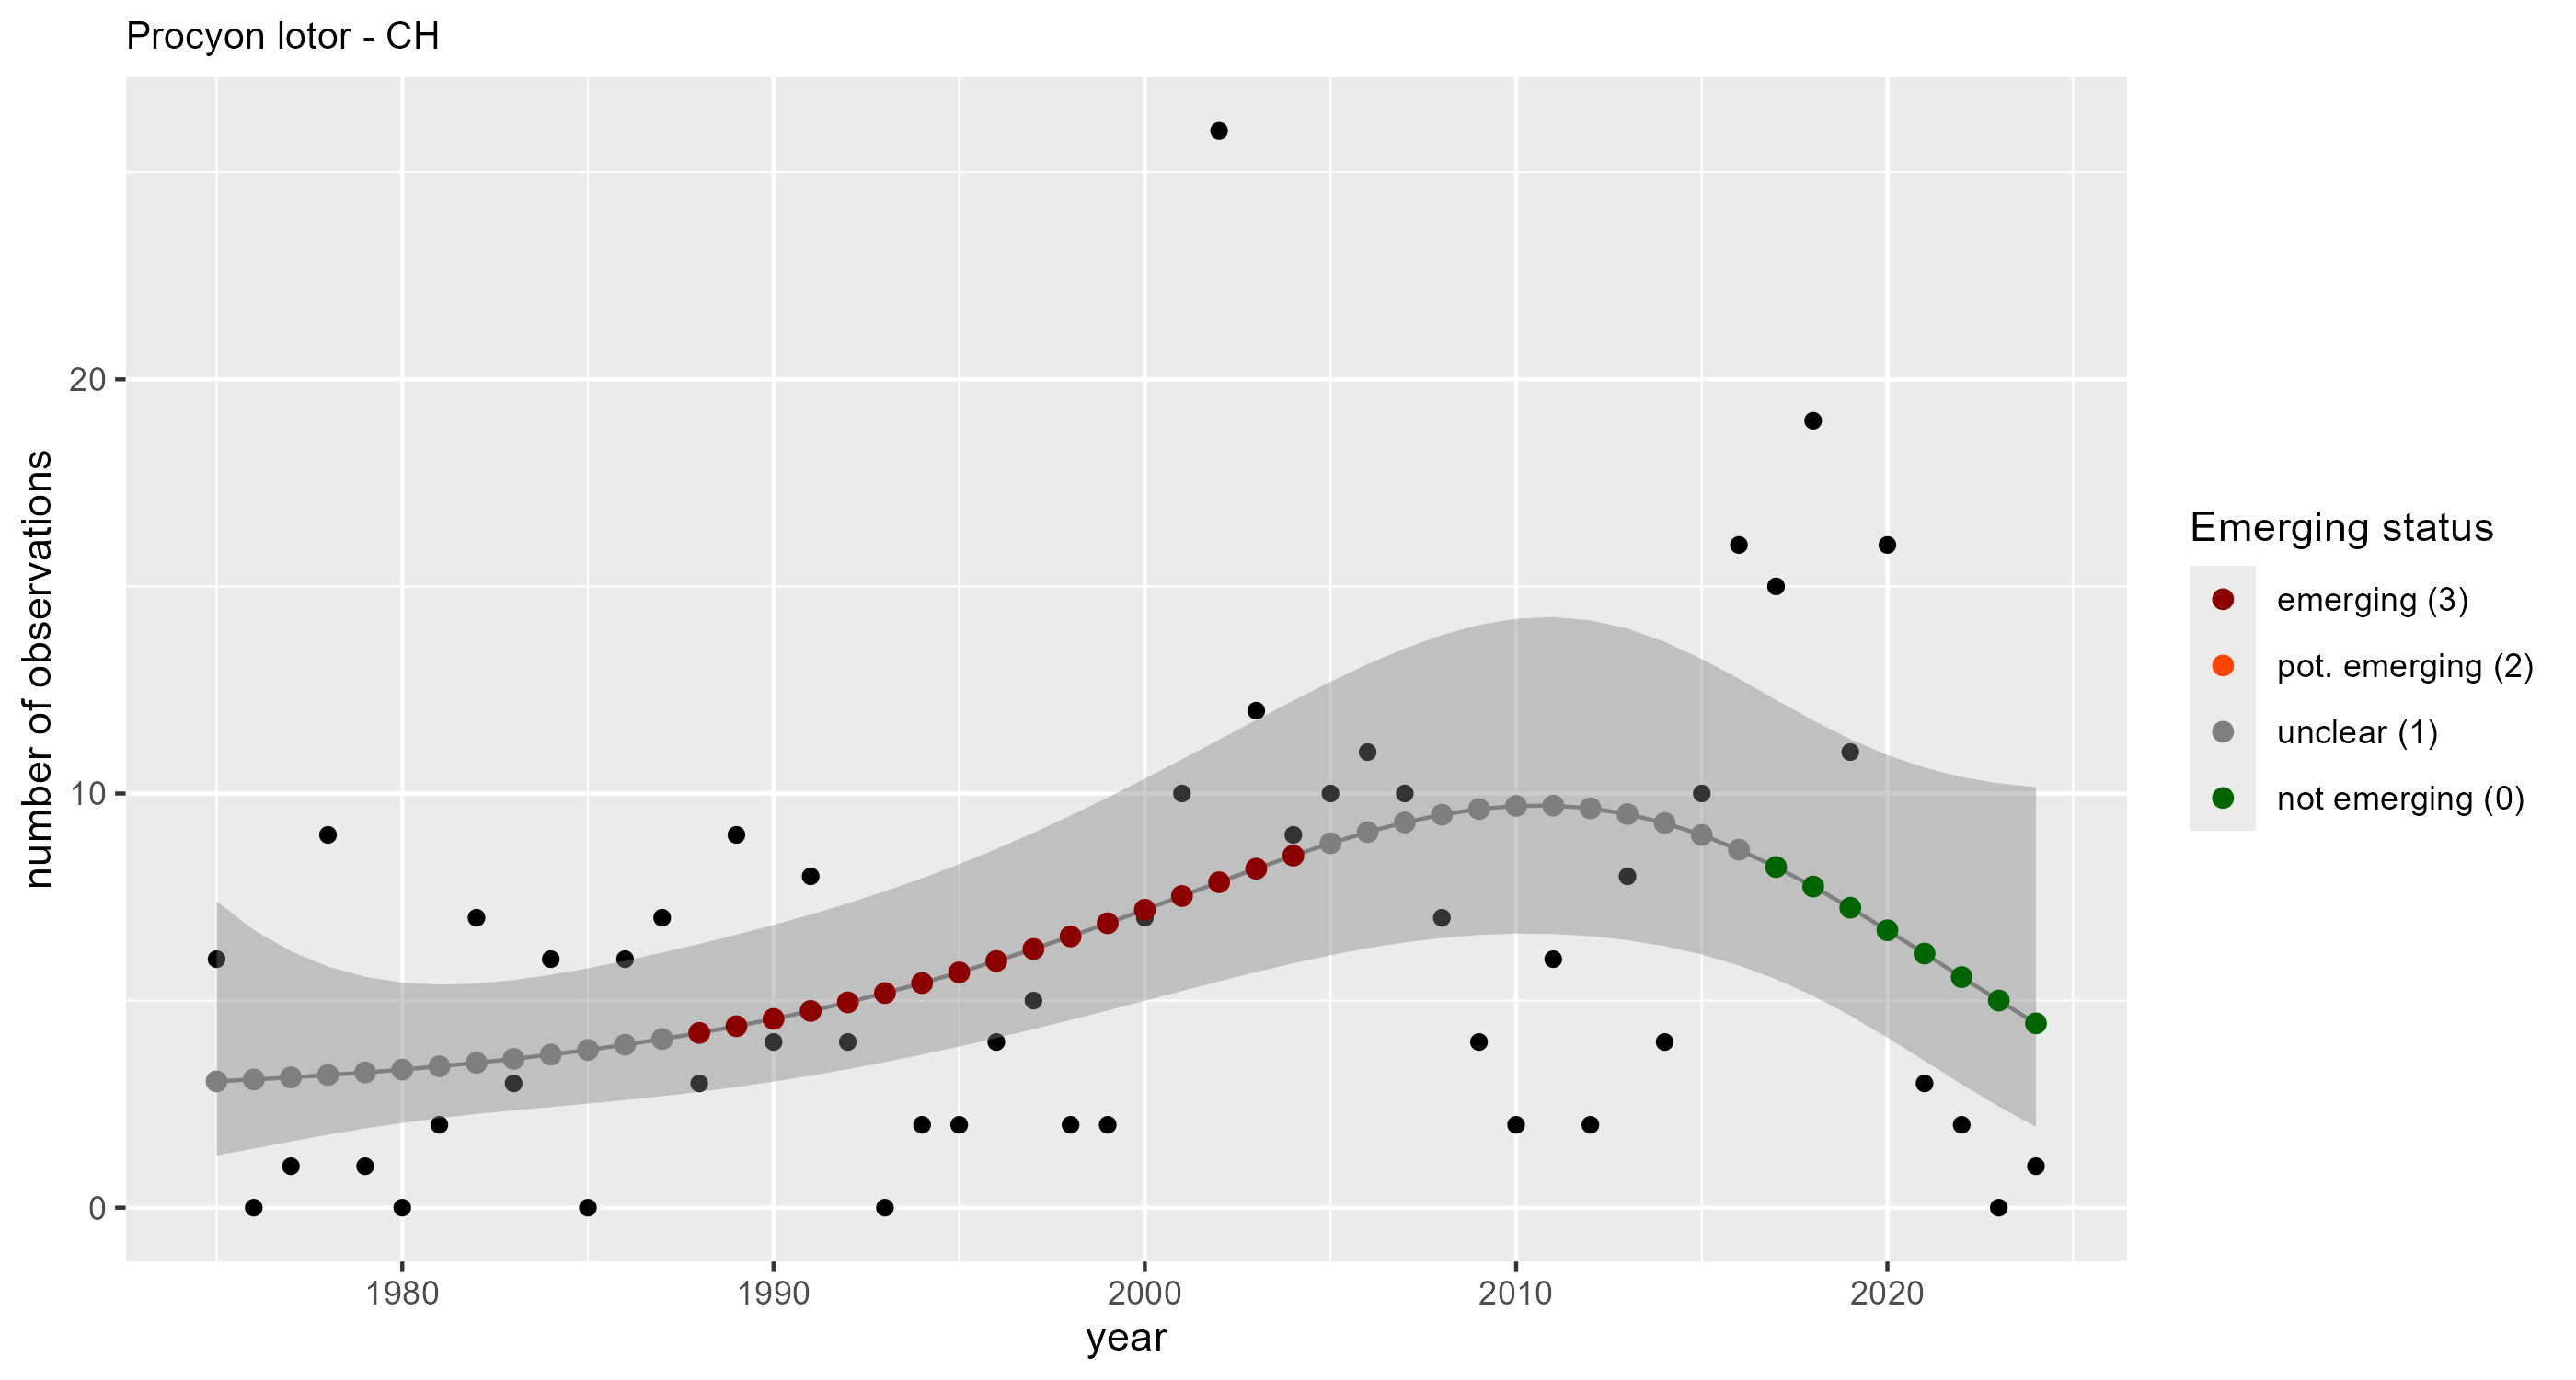 Procyon lotor - CH
number of observations
20
10
0
1980 1990 2000 2010 2020
year
Emerging status
emerging (3)
pot. emerging (2)
unclear (1)
not emerging (0)